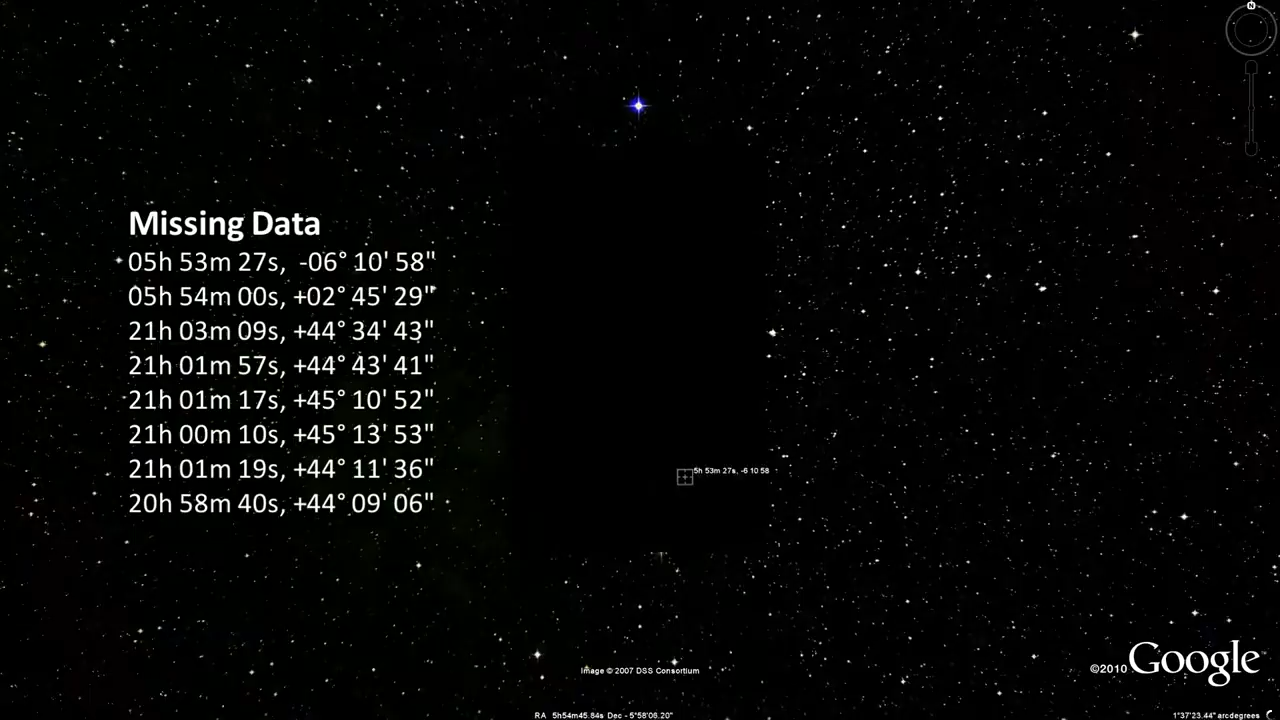 N
Missing Data
05h 53m 27s,  -06° 10' 58"
05h 54m 00s, +02° 45' 29"
21h 03m 09s, +44° 34' 43"
21h 01m 57s, +44° 43' 41"
21h 01m 17s, +45° 10' 52"
21h 00m 10s, +45° 13' 53"
21h 01m 19s, +44° 11' 36"
20h 58m 40s, +44° 09' 06"
5h 53m 27s, -6 10 58
Image © 2007 DSS Consortium
©2010 Google
RA 5h54m45.84s Dec - 5°58'06.20"
1°37'23.44" arcdegrees